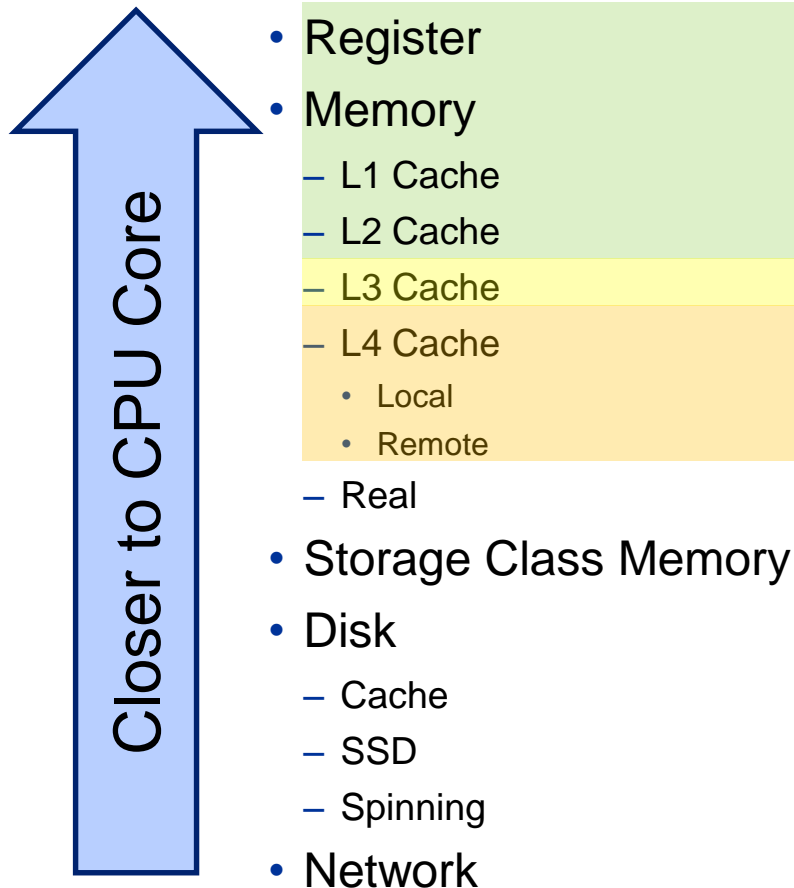 Closer to CPU Core
• Register
• Memory
– L1 Cache
– L2 Cache
– L3 Cache
– L4 Cache
• Local
• Remote
– Real
• Storage Class Memory
• Disk
– Cache
– SSD
– Spinning
• Network